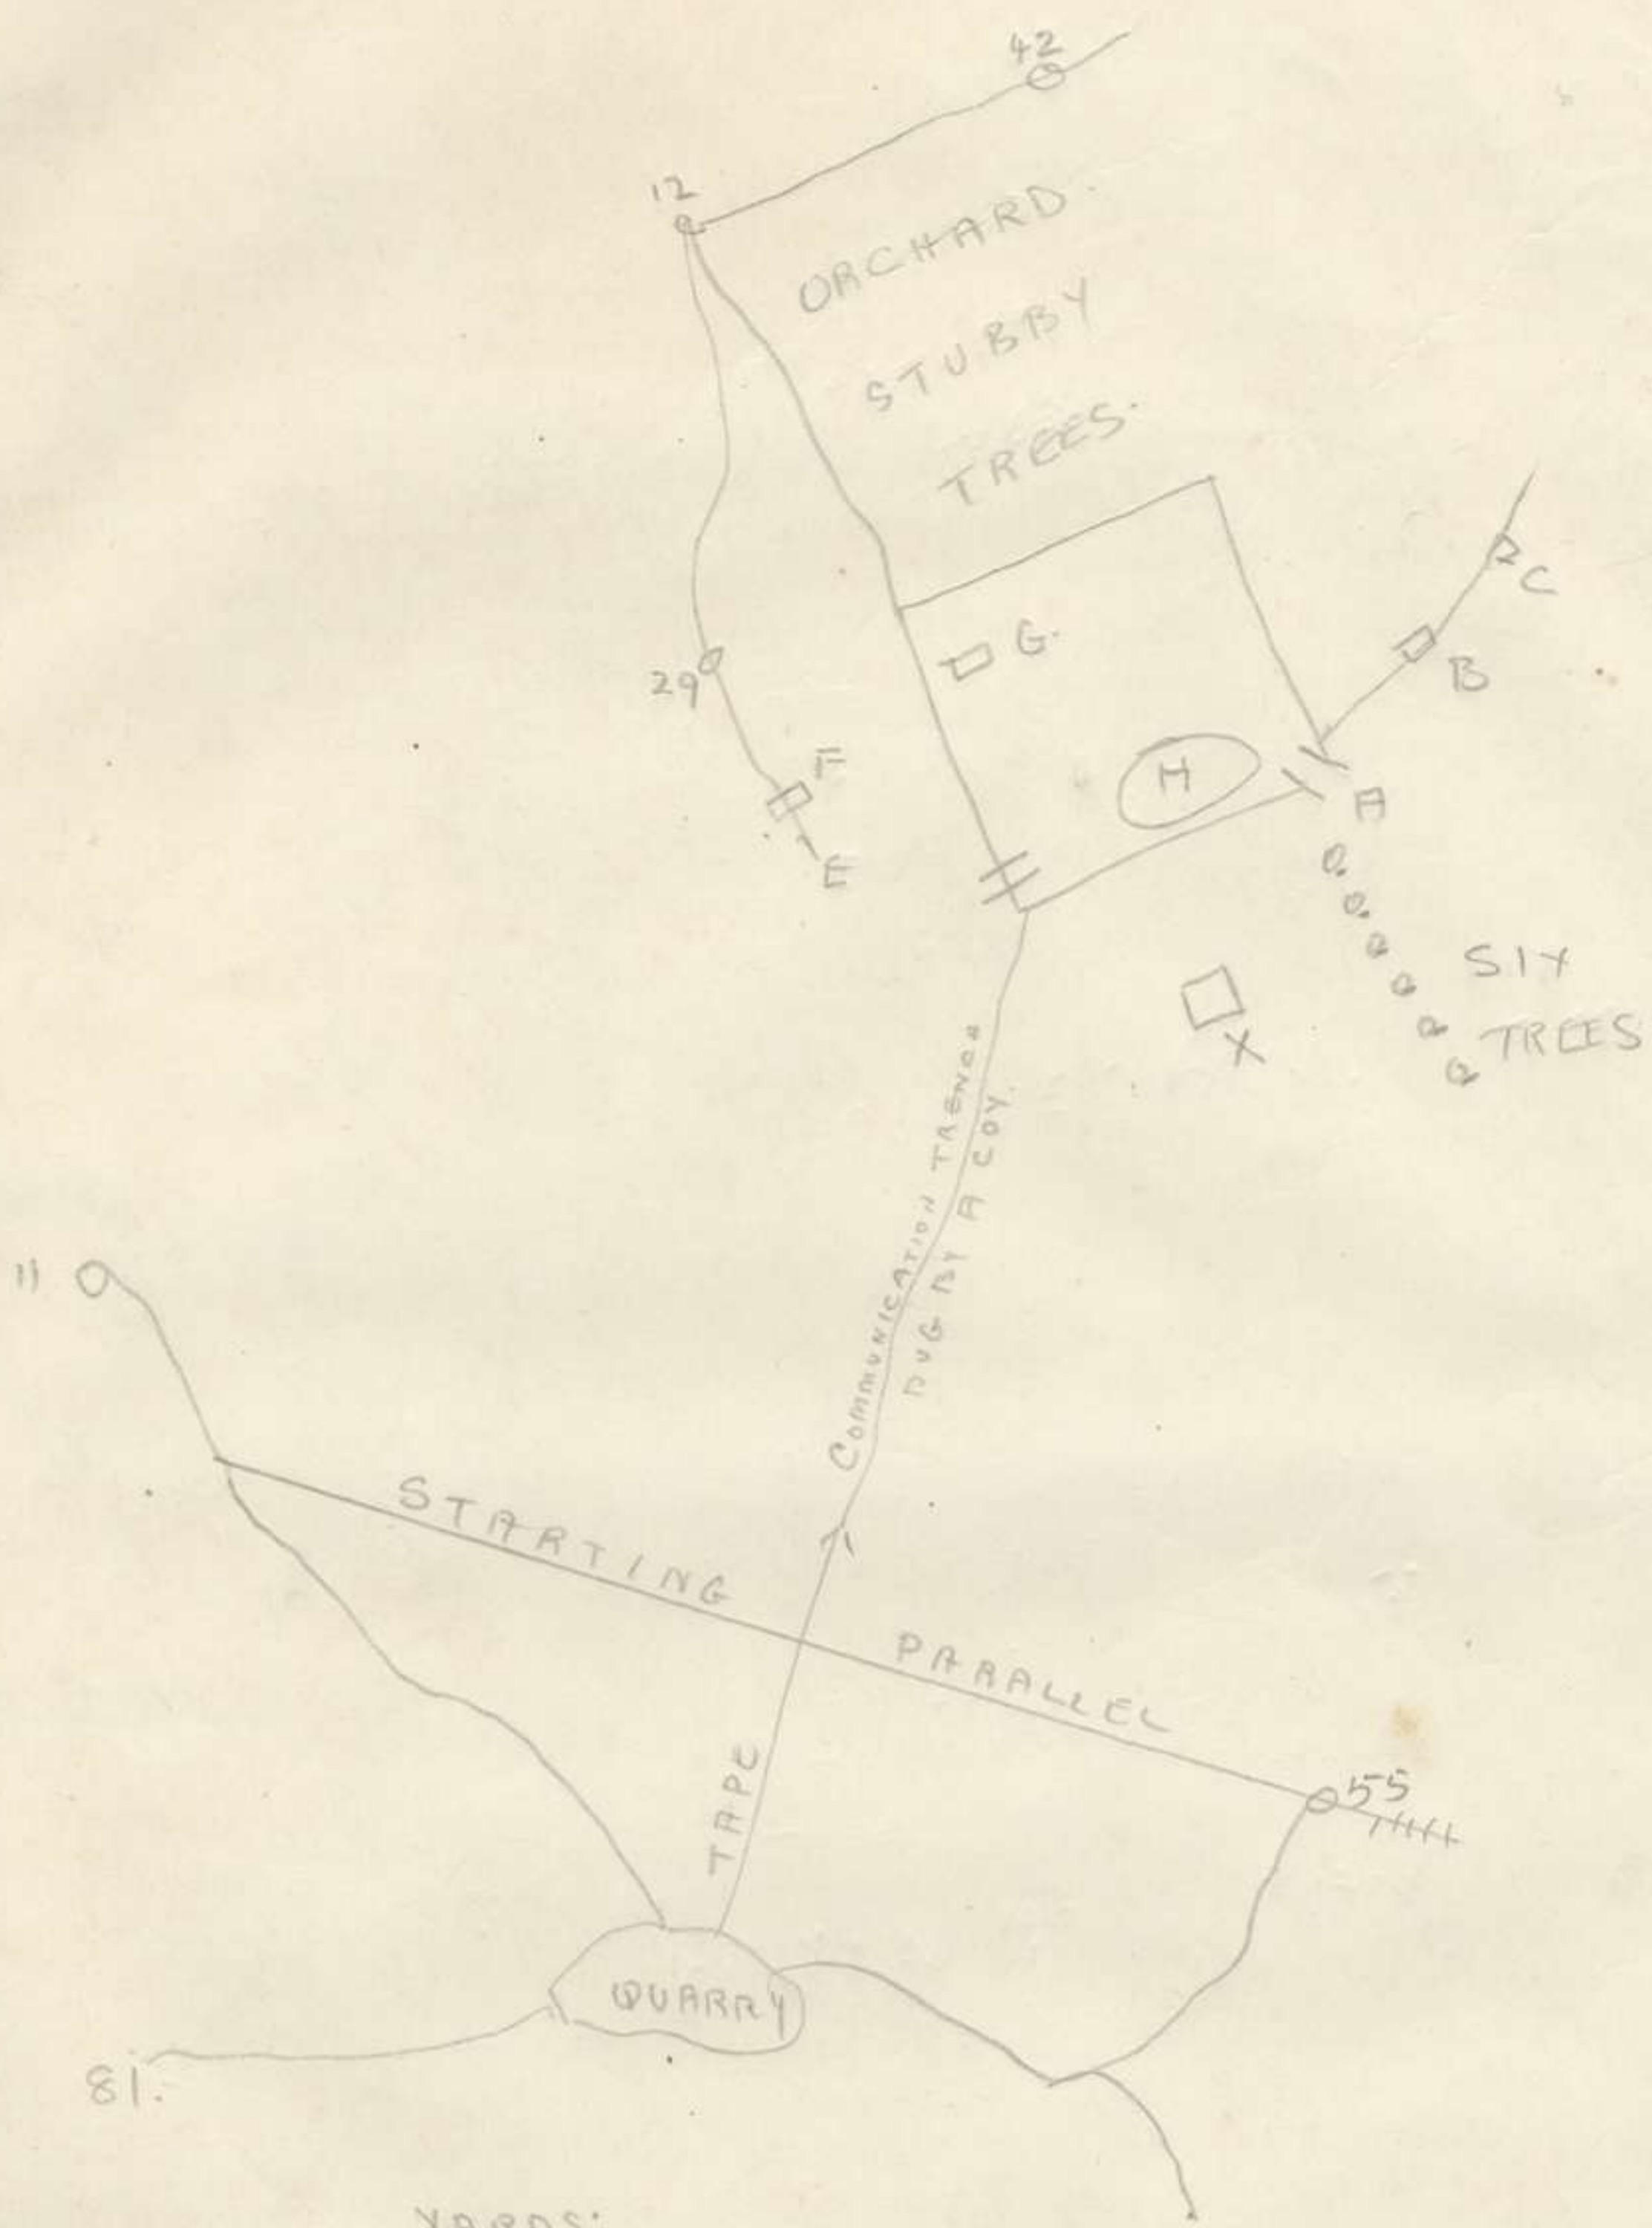 42
12
ORCHARD.
STUBBY
TREES.
C
G.
B
29
F
H
A
E
SIX
TREES
X
COMMUNICATION TRENCH
DUG BY A COY.
11
STARTING
PARALLEL
55
TAPE
QUARRY
81.
YARDS.